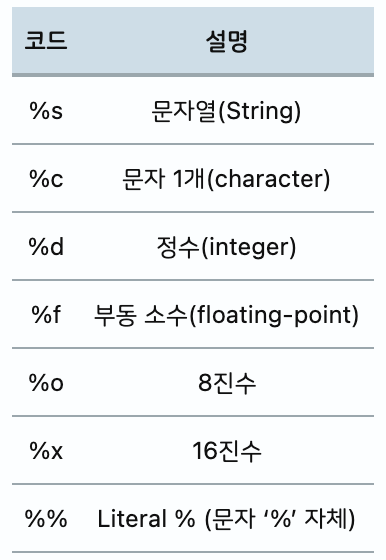 코드 설명
%s 문자열(String)
%c 문자 1개(character)
%d 정수(integer)
%f 부동 소수(floating-point)
%o 8진수
%x 16진수
%% Literal % (문자 ‘%’ 자체)